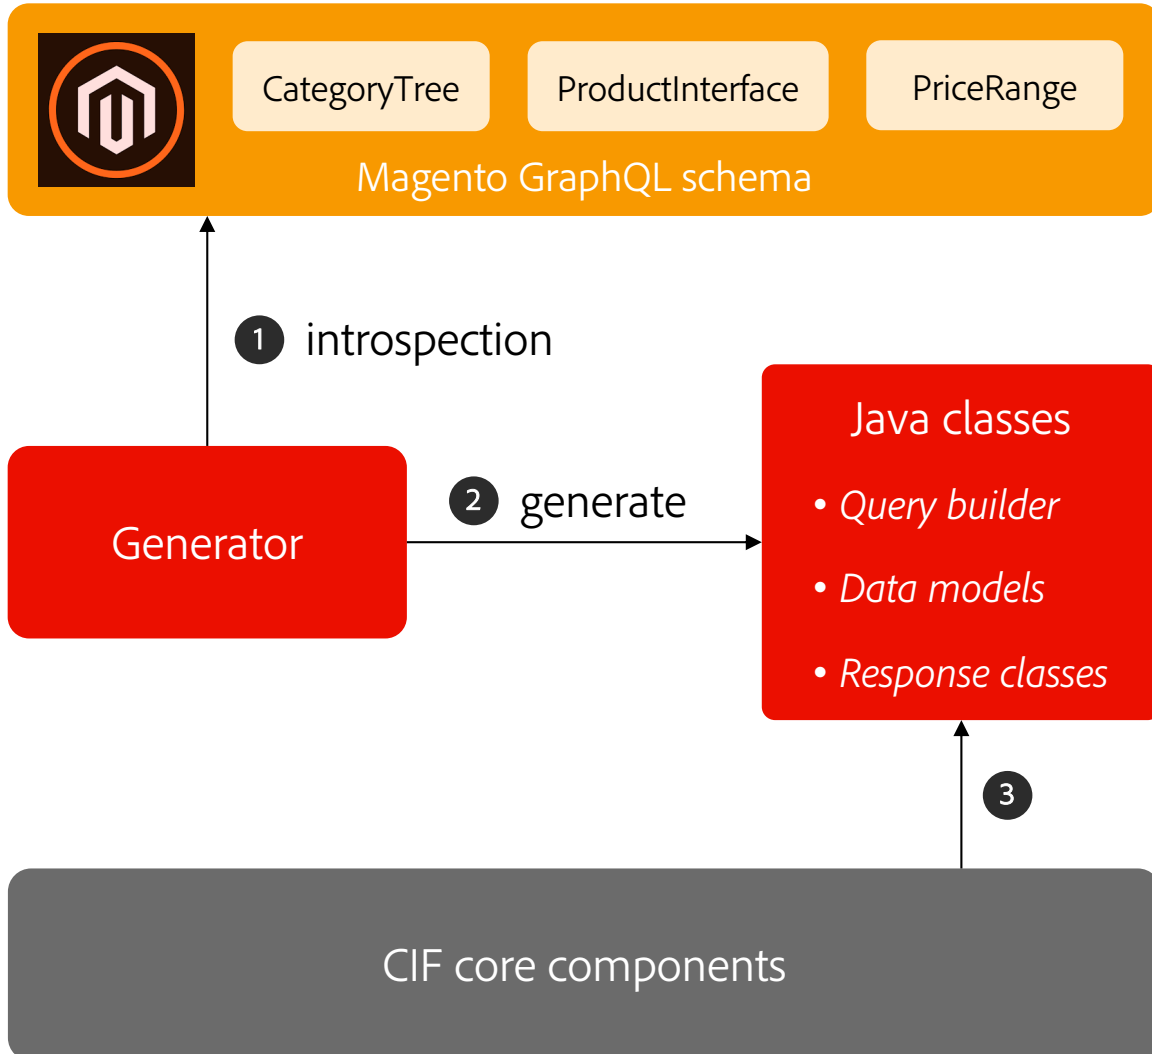 CategoryTree
ProductInterface
PriceRange
Magento GraphQL schema
1 introspection
Java classes
• Query builder
• Data models
• Response classes
2 generate
Generator
3
CIF core components